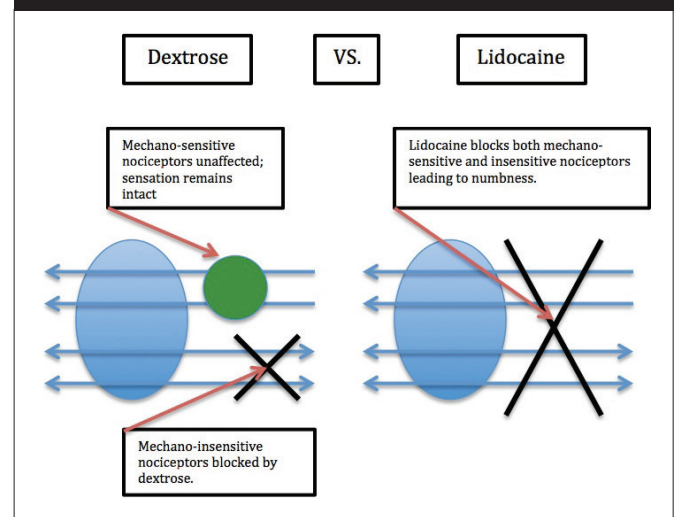 Dextrose
VS.
Lidocaine
Mechano-sensitive
nociceptors unaffected;
sensation remains
intact
Lidocaine blocks both mechano-
sensitive and insensitive nociceptors
leading to numbness.
Mechano-insensitive
nociceptors blocked by
dextrose.